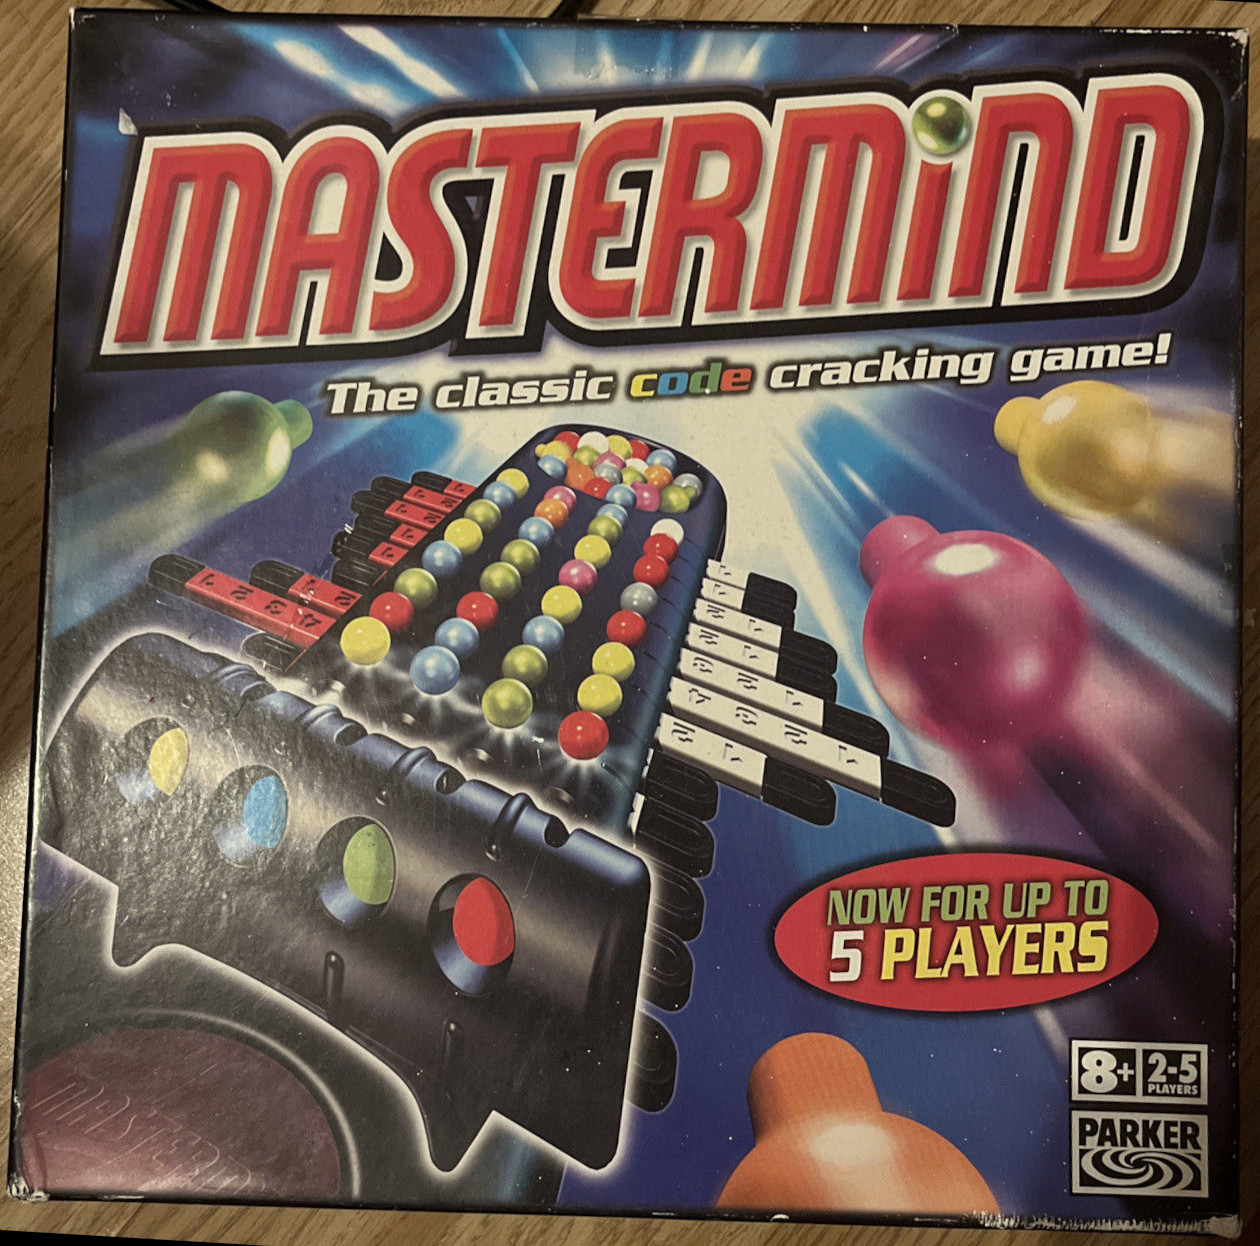 MASTERMiND
The classic code cracking game!
NOW FOR UP TO
5 PLAYERS
8+
2-5
PLAYERS
PARKER